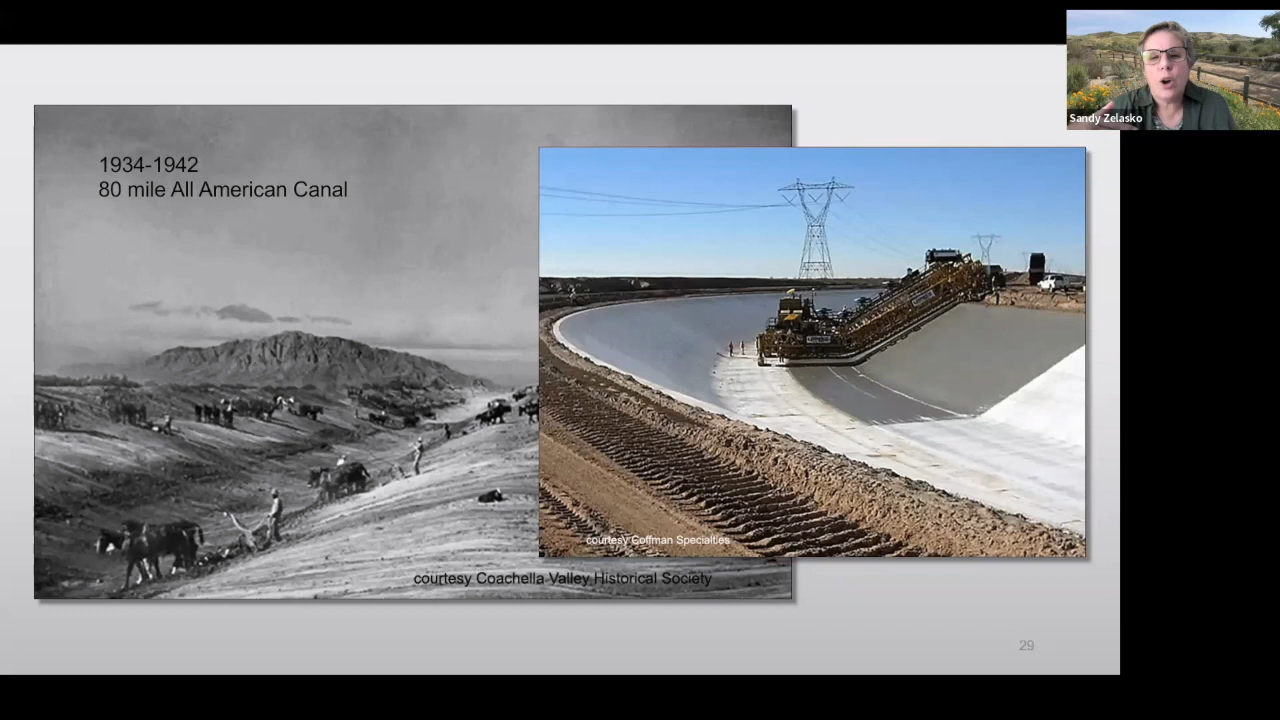 1934-1942
80 mile All American Canal
courtesy Coffman Specialties
courtesy Coachella Valley Historical Society
29
Sandy Zelasko